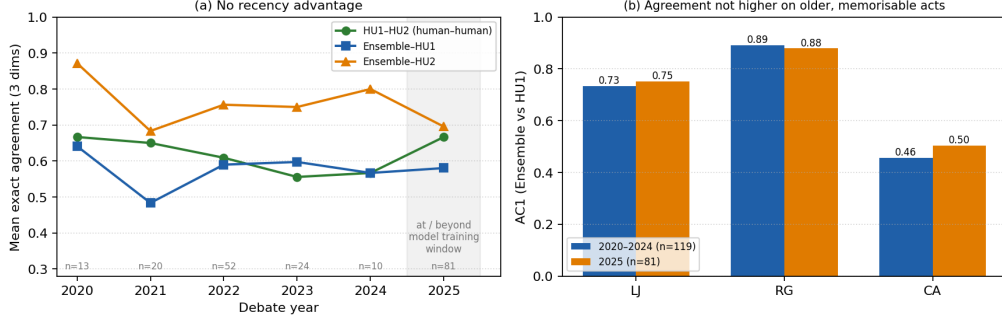 (a) No recency advantage
1.0
0.9
0.8
0.7
0.6
0.5
0.4
0.3
Mean exact agreement (3 dims)
HU1–HU2 (human–human)
Ensemble–HU1
Ensemble–HU2
at / beyond
model training
window
n=13 n=20 n=52 n=24 n=10 n=81
2020 2021 2022 2023 2024 2025
Debate year
(b) Agreement not higher on older, memorisable acts
1.0
0.8
0.6
0.4
0.2
0.0
AC1 (Ensemble vs HU1)
0.73 0.75 0.89 0.88 0.46 0.50
2020–2024 (n=119)
2025 (n=81)
LJ RG CA